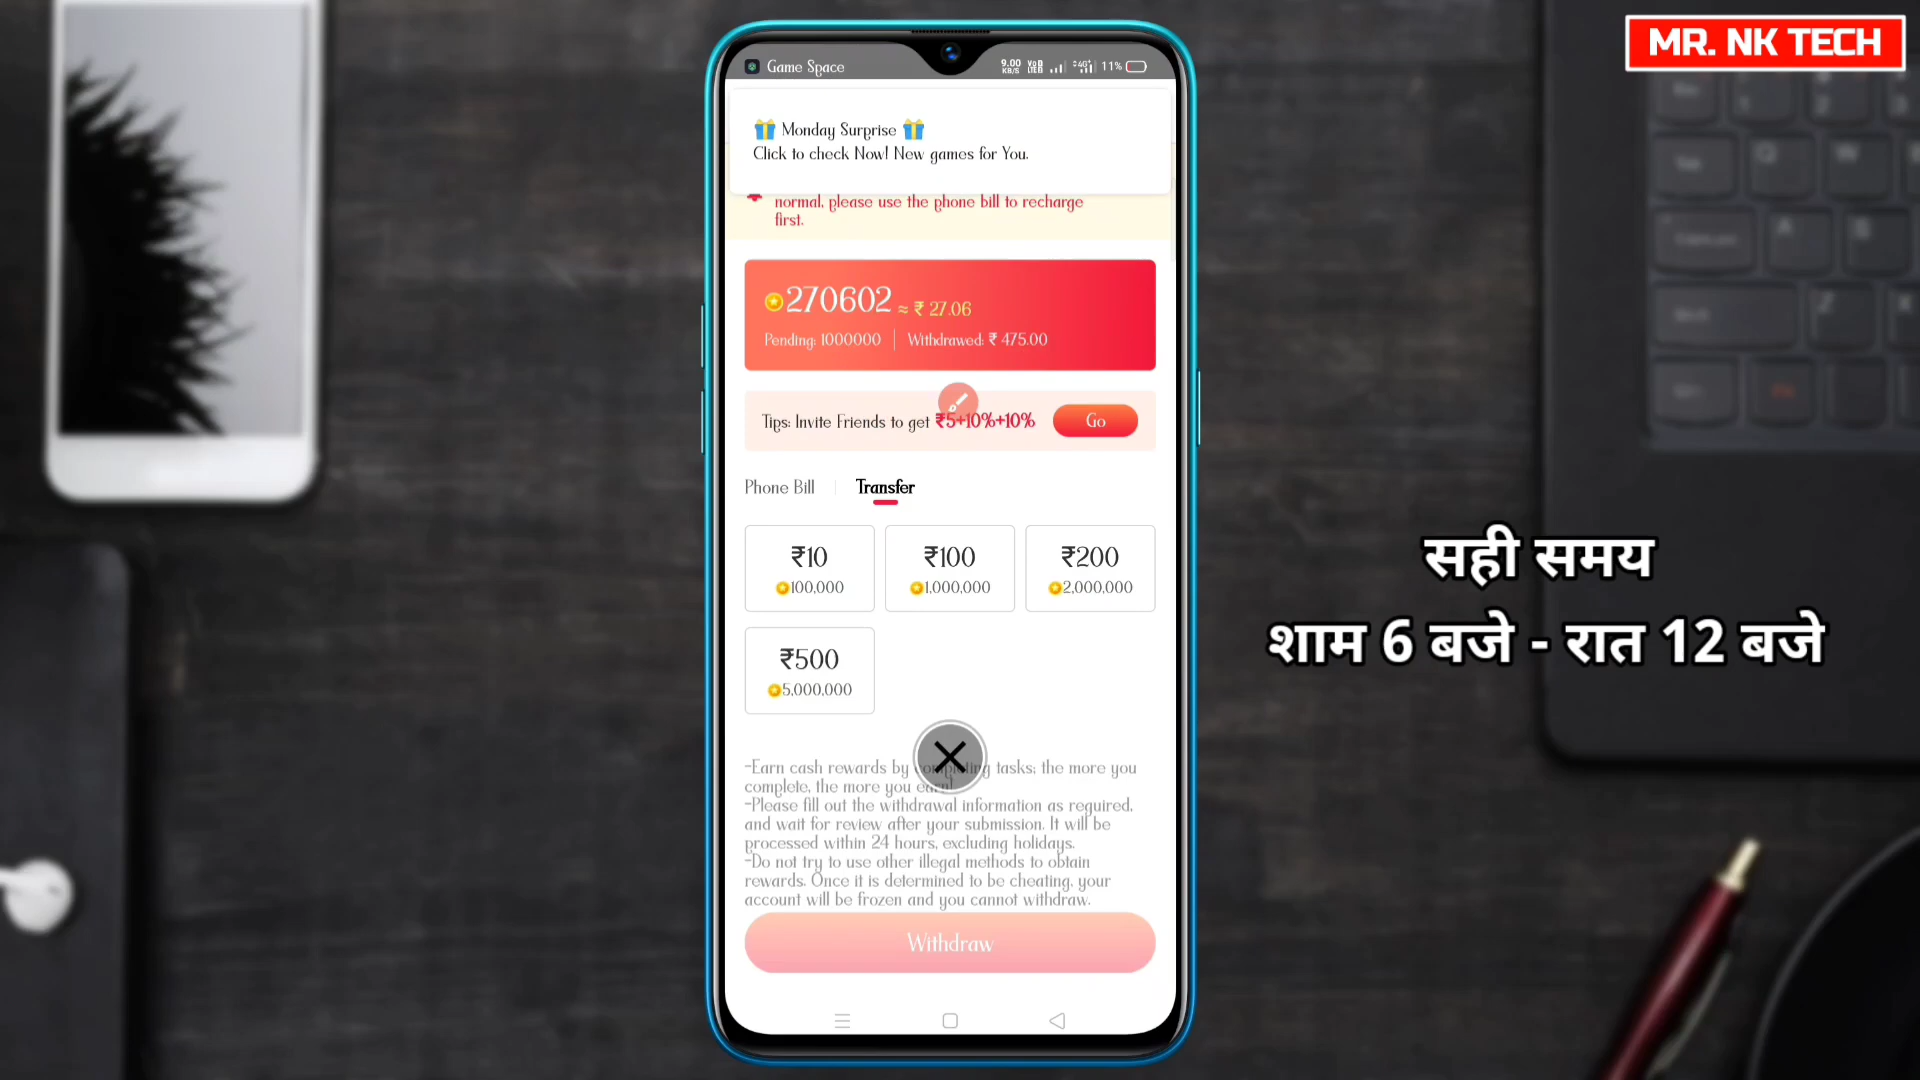 MR. NK TECH
Game Space
9.00 KB/S 4G+ 11%
Monday Surprise
Click to check Now! New games for You.
normal, please use the phone bill to recharge
first.
270602 ≈ ₹ 27.06
Pending: 1000000 | Withdrawed: ₹ 475.00
Tips: Invite Friends to get ₹5+10%+10% Go
Phone Bill Transfer
₹10 ₹100 ₹200
100,000 1,000,000 2,000,000
₹500
5,000,000
-Earn cash rewards by completing tasks; the more you
complete, the more you earn!
-Please fill out the withdrawal information as required,
and wait for review after your submission. It will be
processed within 24 hours, excluding holidays.
-Do not try to use other illegal methods to obtain
rewards. Once it is determined to be cheating, your
account will be frozen and you cannot withdraw.
Withdraw
सही समय
शाम 6 बजे - रात 12 बजे